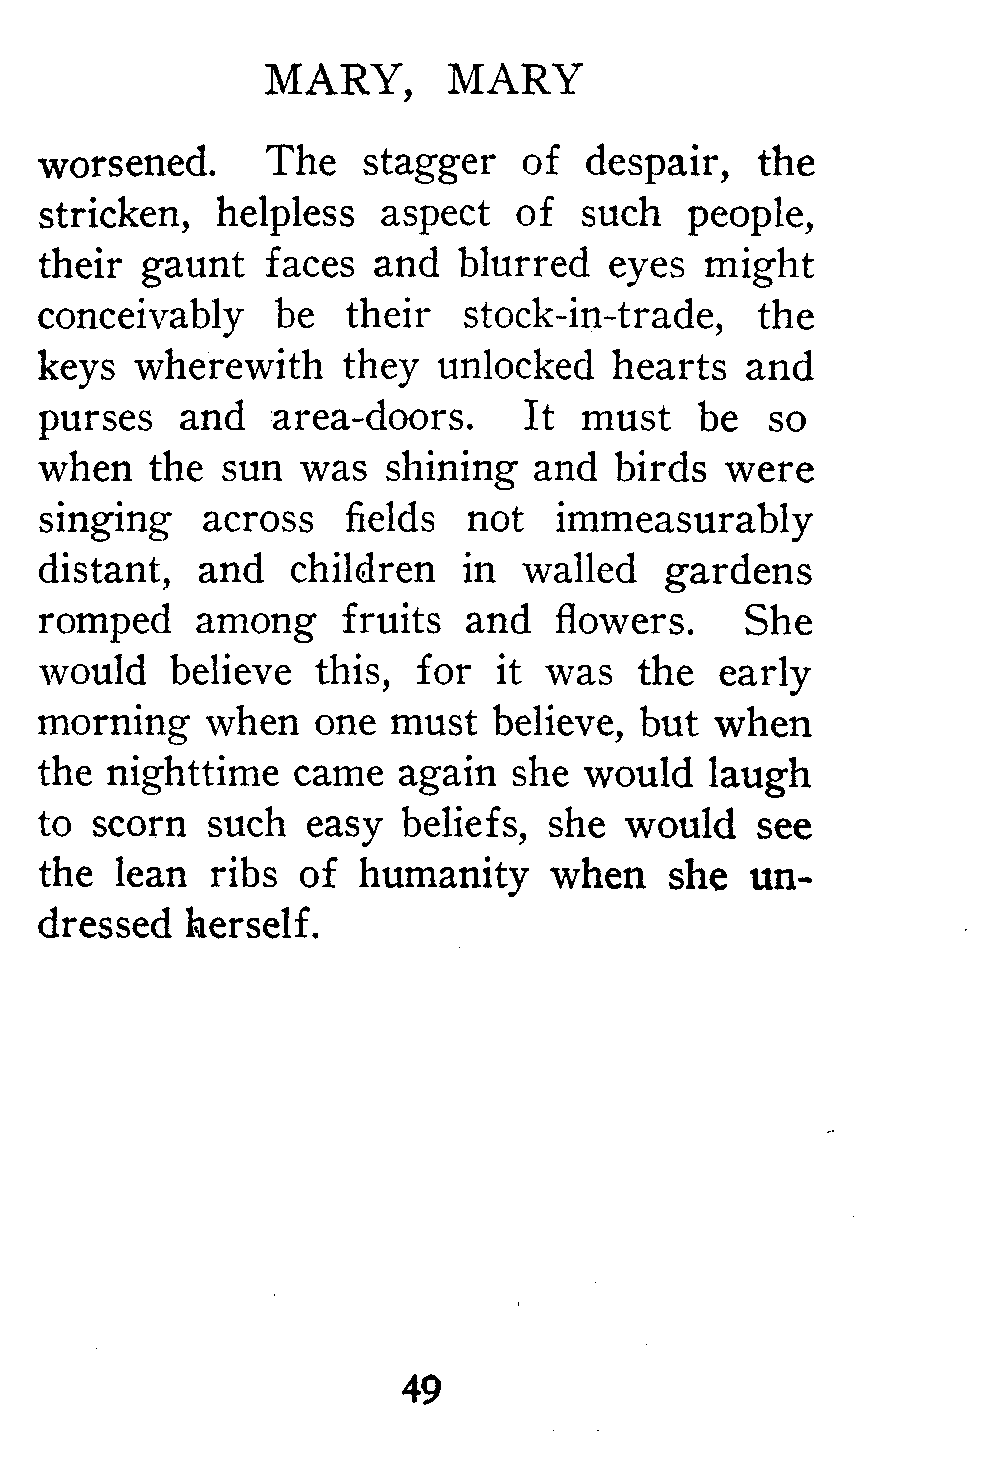 MARY, MARY
worsened. The stagger of despair, the
stricken, helpless aspect of such people,
their gaunt faces and blurred eyes might
conceivably be their stock-in-trade, the
keys wherewith they unlocked hearts and
purses and area-doors. It must be so
when the sun was shining and birds were
singing across fields not immeasurably
distant, and children in walled gardens
romped among fruits and flowers. She
would believe this, for it was the early
morning when one must believe, but when
the nighttime came again she would laugh
to scorn such easy beliefs, she would see
the lean ribs of humanity when she un-
dressed herself.
49